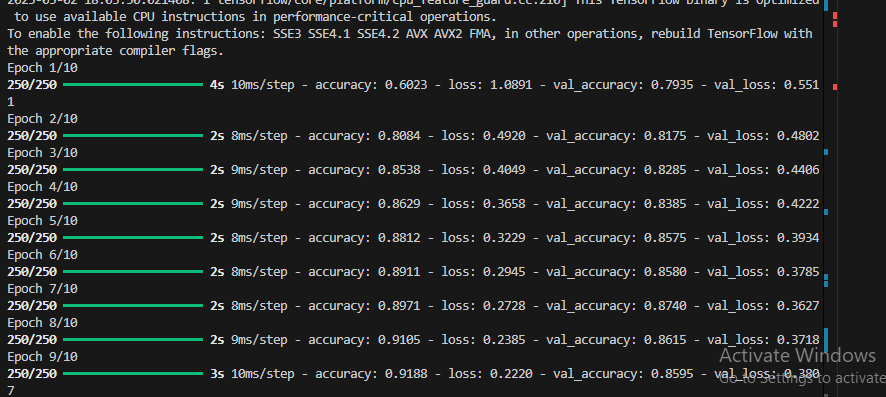 2025-05-02 18:05:50.021408: I tensorflow/core/platform/cpu_feature_guard.cc:210] This TensorFlow binary is optimized
to use available CPU instructions in performance-critical operations.
To enable the following instructions: SSE3 SSE4.1 SSE4.2 AVX AVX2 FMA, in other operations, rebuild TensorFlow with
the appropriate compiler flags.
Epoch 1/10
250/250 4s 10ms/step - accuracy: 0.6023 - loss: 1.0891 - val_accuracy: 0.7935 - val_loss: 0.551
1
Epoch 2/10
250/250 2s 8ms/step - accuracy: 0.8084 - loss: 0.4920 - val_accuracy: 0.8175 - val_loss: 0.4802
Epoch 3/10
250/250 2s 9ms/step - accuracy: 0.8538 - loss: 0.4049 - val_accuracy: 0.8285 - val_loss: 0.4406
Epoch 4/10
250/250 2s 9ms/step - accuracy: 0.8629 - loss: 0.3658 - val_accuracy: 0.8385 - val_loss: 0.4222
Epoch 5/10
250/250 2s 8ms/step - accuracy: 0.8812 - loss: 0.3229 - val_accuracy: 0.8575 - val_loss: 0.3934
Epoch 6/10
250/250 2s 8ms/step - accuracy: 0.8911 - loss: 0.2945 - val_accuracy: 0.8580 - val_loss: 0.3785
Epoch 7/10
250/250 2s 8ms/step - accuracy: 0.8971 - loss: 0.2728 - val_accuracy: 0.8740 - val_loss: 0.3627
Epoch 8/10
250/250 2s 9ms/step - accuracy: 0.9105 - loss: 0.2385 - val_accuracy: 0.8615 - val_loss: 0.3718
Epoch 9/10
250/250 3s 10ms/step - accuracy: 0.9188 - loss: 0.2220 - val_accuracy: 0.8595 - val_loss: 0.380
7
Activate Windows
Go to Settings to activate